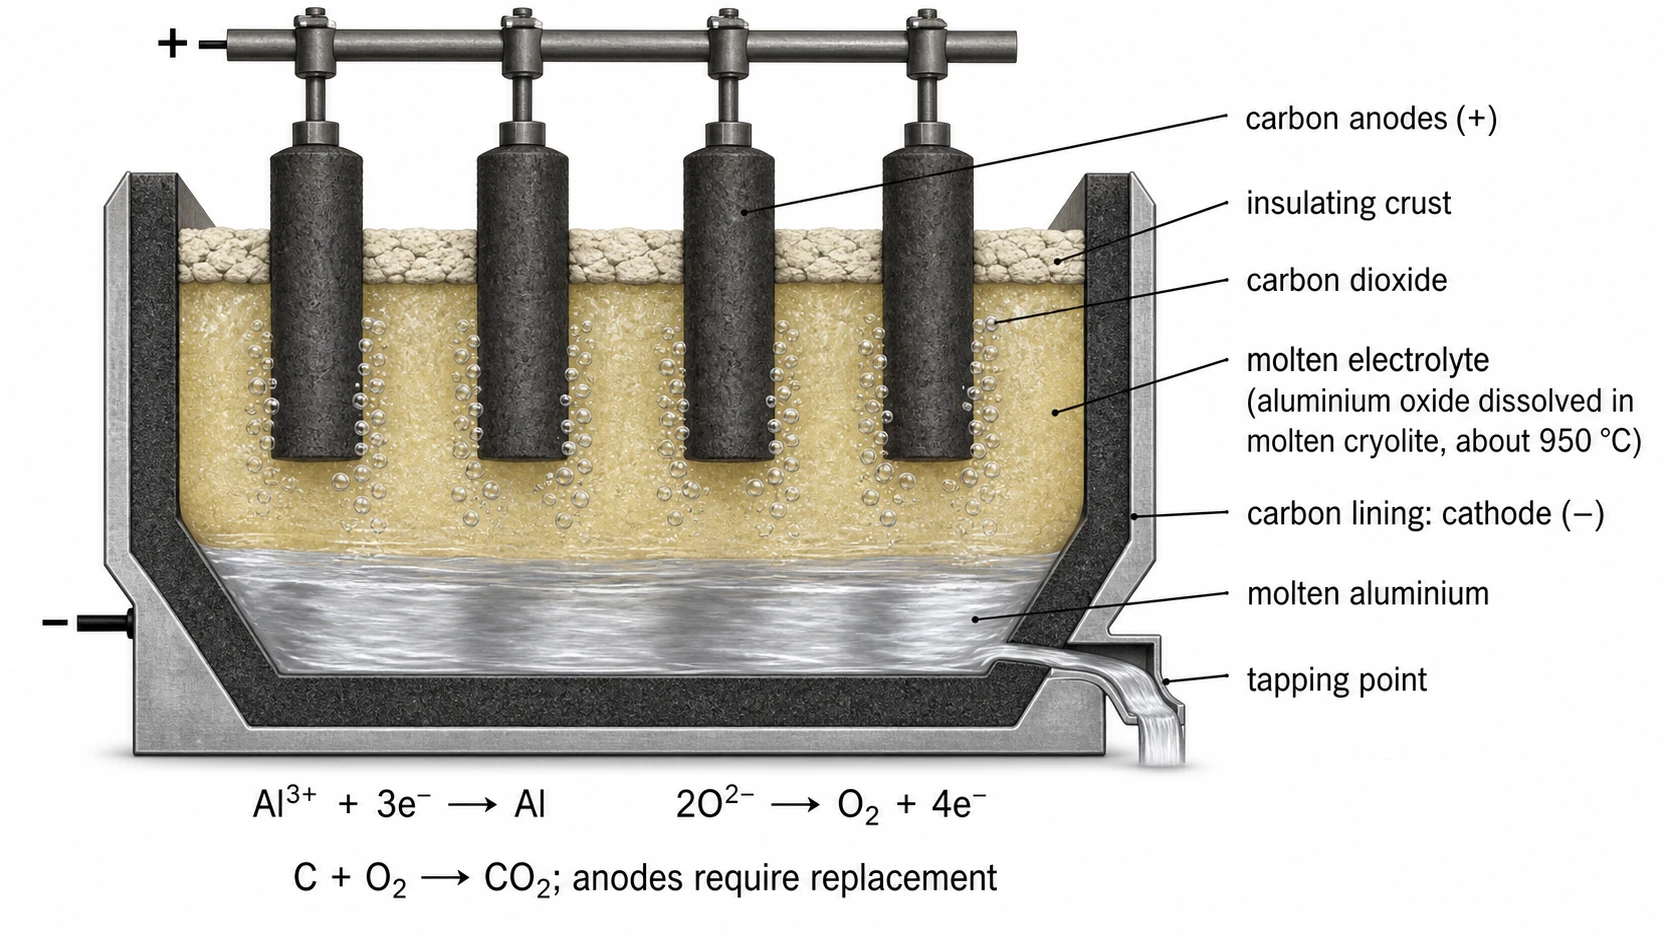 +
carbon anodes (+)
insulating crust
carbon dioxide
molten electrolyte
(aluminium oxide dissolved in
molten cryolite, about 950 °C)
carbon lining: cathode (−)
molten aluminium
−
tapping point
Al³⁺ + 3e⁻ ⟶ Al
2O²⁻ ⟶ O₂ + 4e⁻
C + O₂ ⟶ CO₂; anodes require replacement